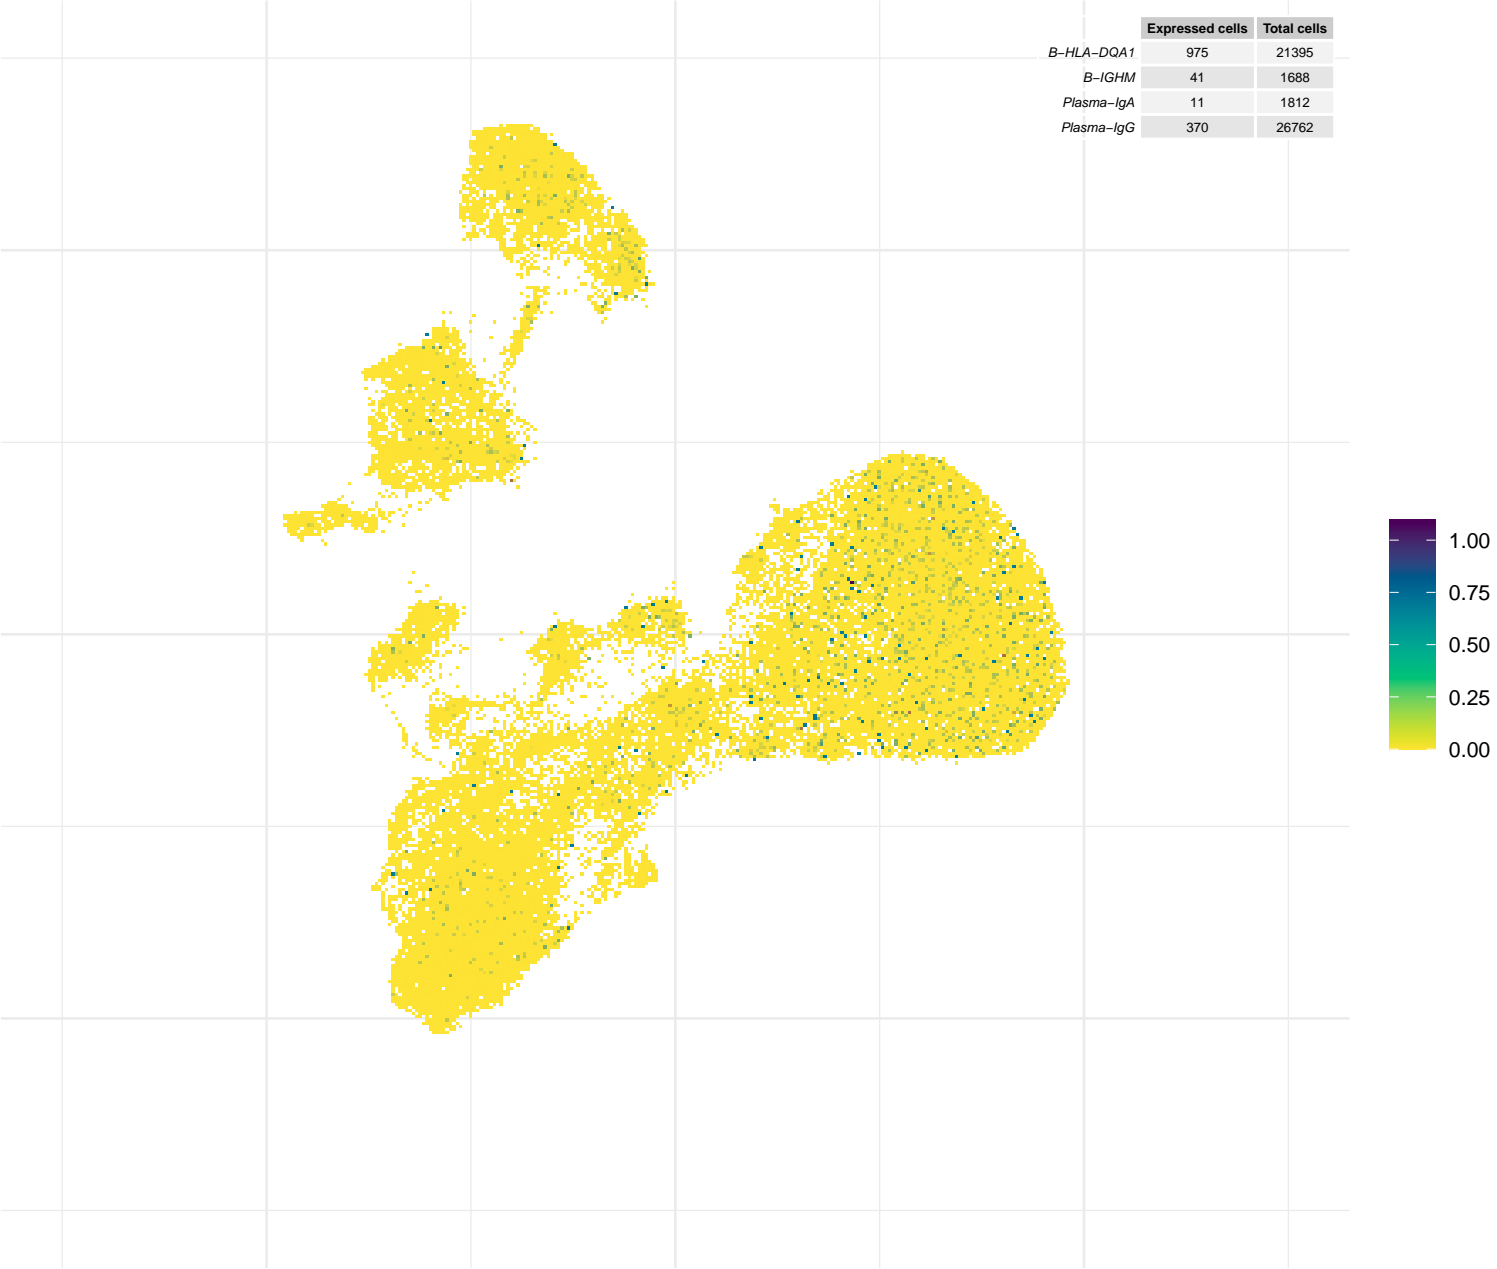 Expressed cells Total cells
B−HLA−DQA1 975 21395
B−IGHM 41 1688
Plasma−IgA 11 1812
Plasma−IgG 370 26762
1.00
0.75
0.50
0.25
0.00